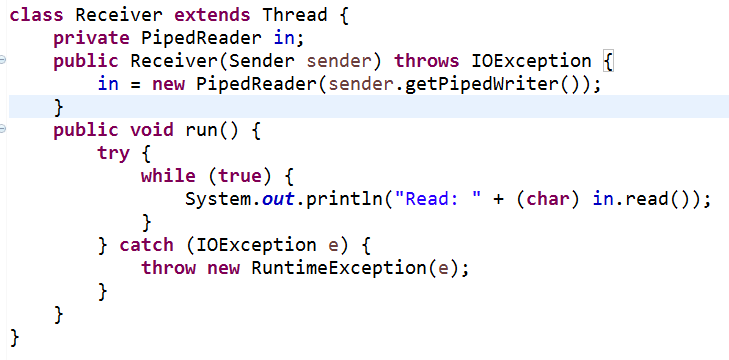 class Receiver extends Thread {
    private PipedReader in;
    public Receiver(Sender sender) throws IOException {
        in = new PipedReader(sender.getPipedWriter());
    }
    public void run() {
        try {
            while (true) {
                System.out.println("Read: " + (char) in.read());
            }
        } catch (IOException e) {
            throw new RuntimeException(e);
        }
    }
}